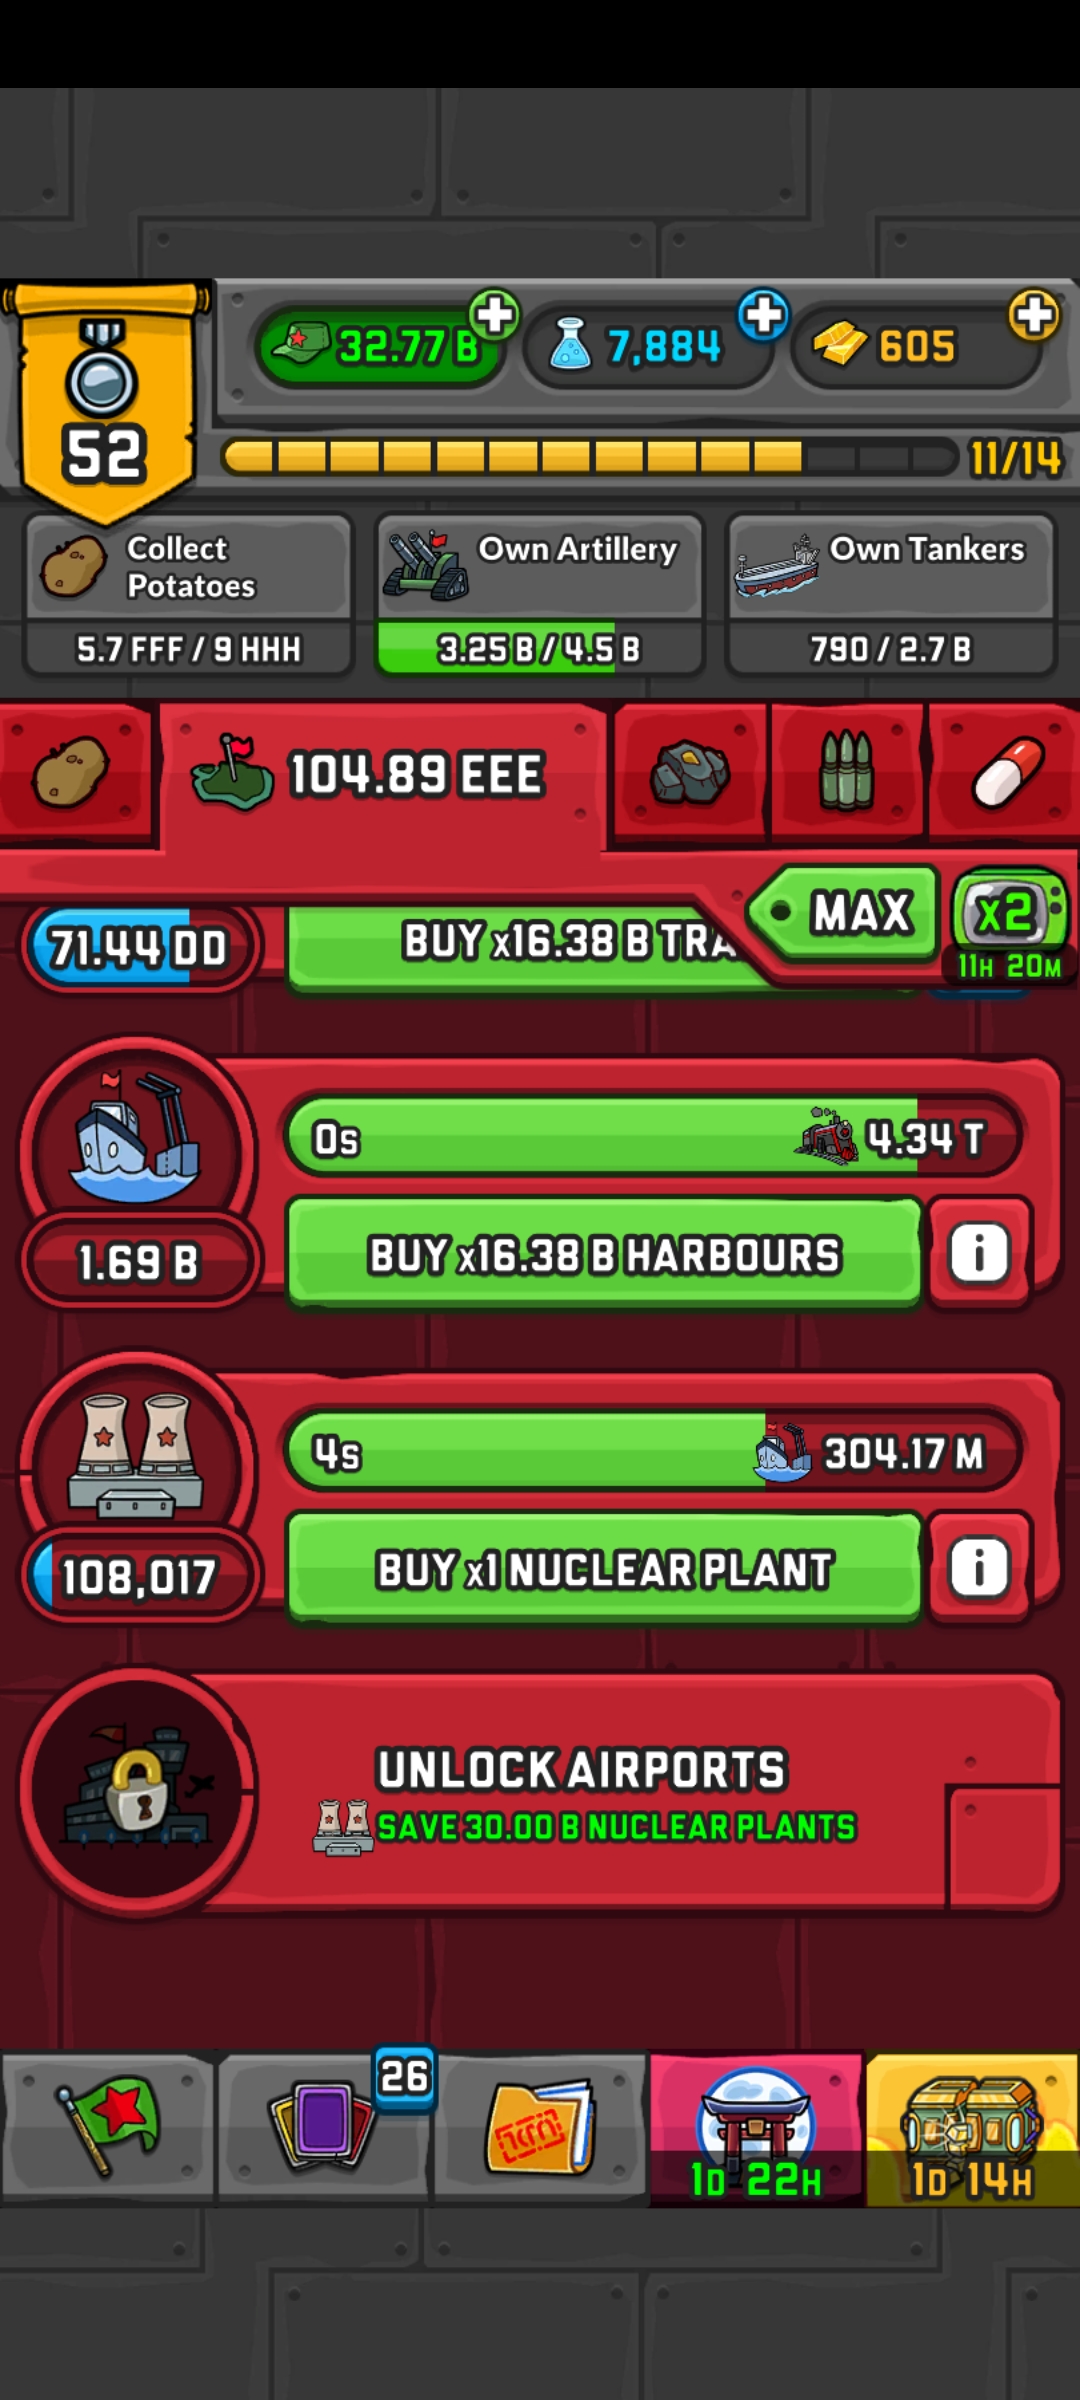 32.77 B
7,884
605
52
11/14
Collect
Potatoes
5.7 FFF / 9 HHH
Own Artillery
3.25 B / 4.5 B
Own Tankers
790 / 2.7 B
104.89 EEE
MAX
x2
11H 20M
71.44 DD
BUY x16.38 B TRA
0s
4.34 T
1.69 B
BUY x16.38 B HARBOURS
i
4s
304.17 M
108,017
BUY x1 NUCLEAR PLANT
i
UNLOCK AIRPORTS
SAVE 30.00 B NUCLEAR PLANTS
26
1D 22H
1D 14H